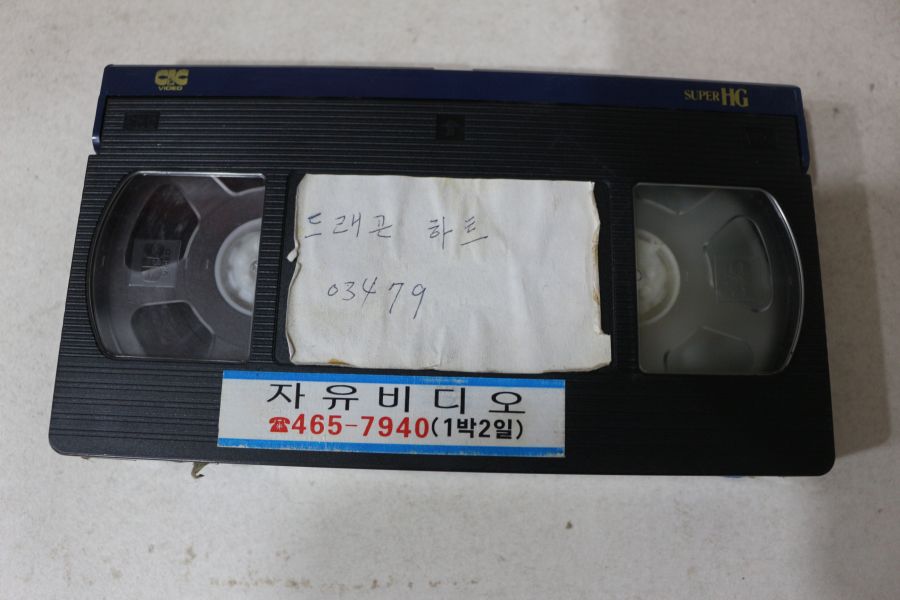 CIC
VIDEO
SUPER HG
드래곤 하트
03479
자유비디오
☎465-7940(1박2일)